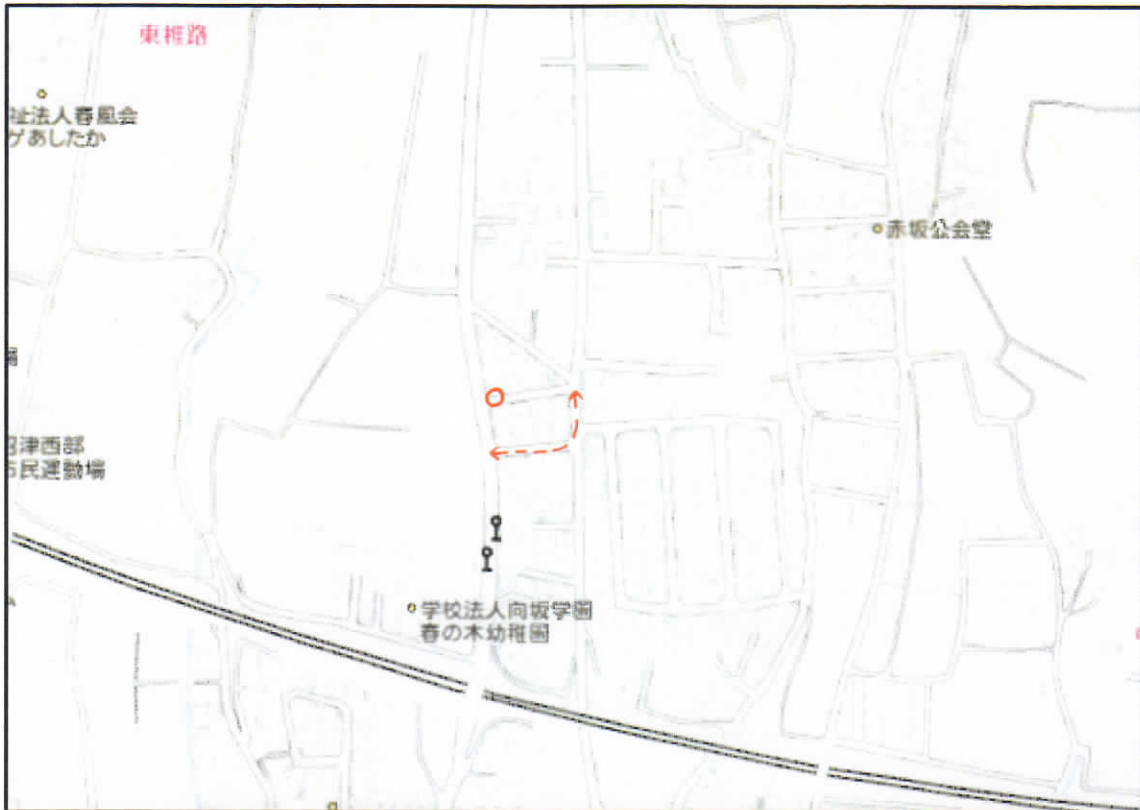 東椎路
祉法人春風会
ゲあしたか
赤坂公会堂
沼津西部
市民運動場
学校法人向坂学園
春の木幼稚園